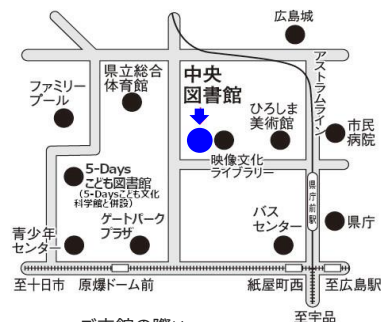 広島城
アストラムライン
県立総合
体育館
中央
図書館
ファミリー
プール
ひろしま
美術館
市民
病院
映像文化
ライブラリー
5-Days
こども図書館
(5-Daysこども文化
科学館と併設)
県庁前駅
ゲートパーク
プラザ
バス
センター
県庁
青少年
センター
至十日市
原爆ドーム前
紙屋町西
至広島駅
至宇品